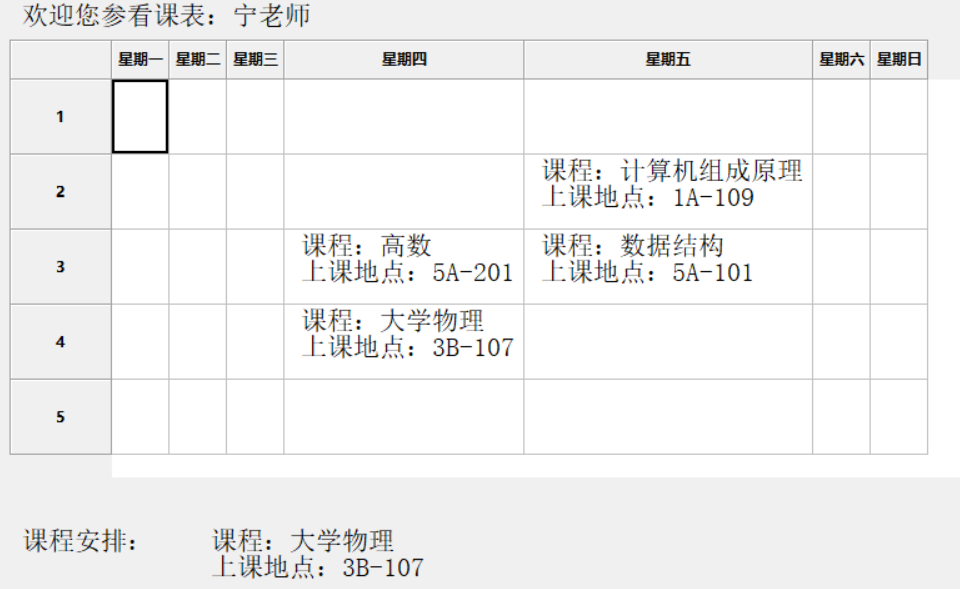 欢迎您参看课表：宁老师
星期一 星期二 星期三 星期四 星期五 星期六 星期日
1
2
课程：计算机组成原理
上课地点：1A-109
3
课程：高数
上课地点：5A-201
课程：数据结构
上课地点：5A-101
4
课程：大学物理
上课地点：3B-107
5
课程安排：
课程：大学物理
上课地点：3B-107